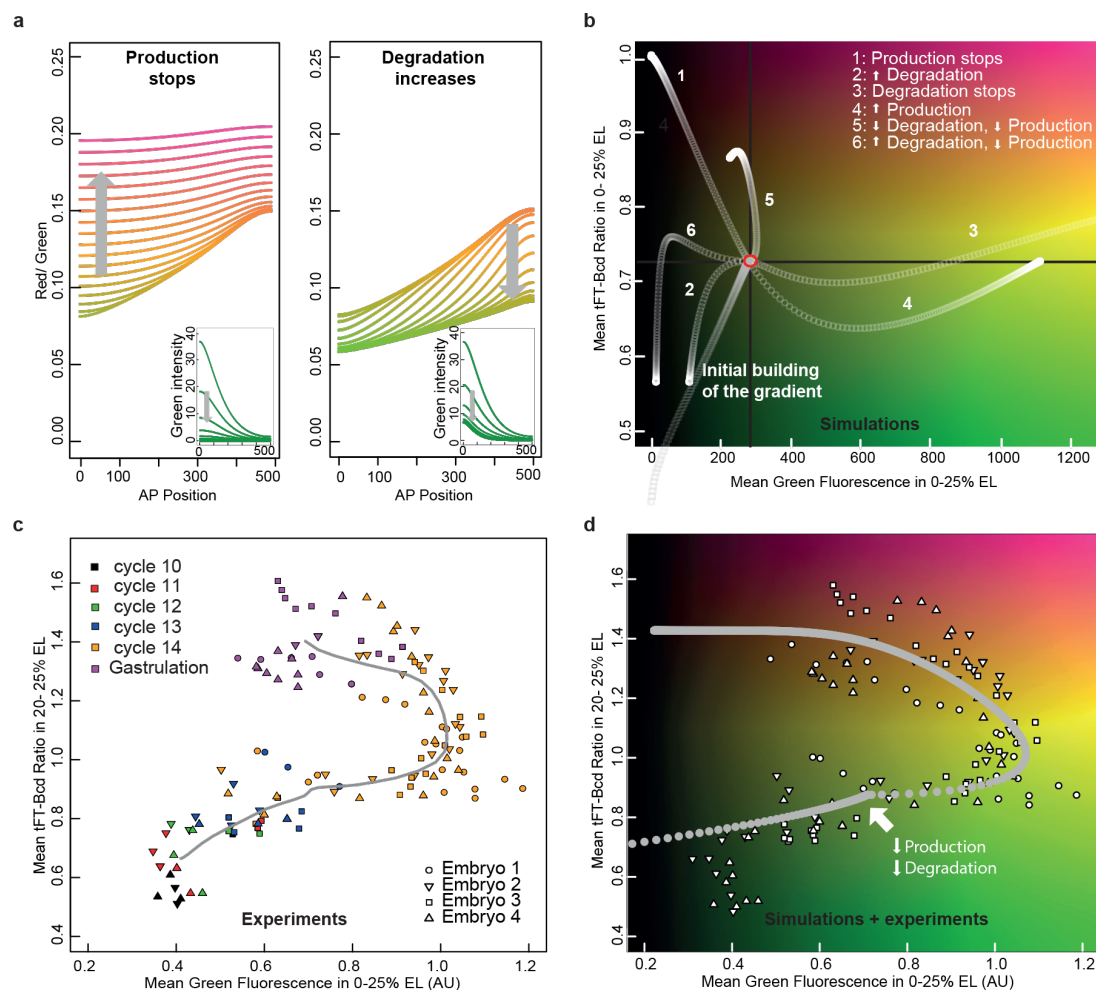 a
Production
stops
Red/ Green
0.25
0.20
0.15
0.10
0.05
0.00
Green intensity
40
30
20
10
0
0
500
0
100
300
500
AP Position
Degradation
increases
0.25
0.20
0.15
0.10
0.05
0.00
Green intensity
40
30
20
10
0
0
500
0
100
300
500
AP Position
b
1: Production stops
2: ⬆ Degradation
3: Degradation stops
4: ⬆ Production
5: ⬇ Degradation, ⬇ Production
6: ⬆ Degradation, ⬇ Production
Mean tFT-Bcd Ratio in 0- 25% EL
1.0
0.9
0.8
0.7
0.6
0.5
1
4
5
6
3
2
4
Initial building
of the gradient
Simulations
0
200
400
600
800
1000
1200
Mean Green Fluorescence in 0-25% EL
c
cycle 10
cycle 11
cycle 12
cycle 13
cycle 14
Gastrulation
Mean tFT-Bcd Ratio in 20- 25% EL
1.6
1.4
1.2
1.0
0.8
0.6
0.4
Embryo 1
Embryo 2
Embryo 3
Embryo 4
Experiments
0.2
0.4
0.6
0.8
1.0
1.2
Mean Green Fluorescence in 0-25% EL (AU)
d
Mean tFT-Bcd Ratio in 20- 25% EL
1.6
1.4
1.2
1.0
0.8
0.6
0.4
⬇ Production
⬇ Degradation
Simulations + experiments
0.2
0.4
0.6
0.8
1.0
1.2
Mean Green Fluorescence in 0-25% EL (AU)